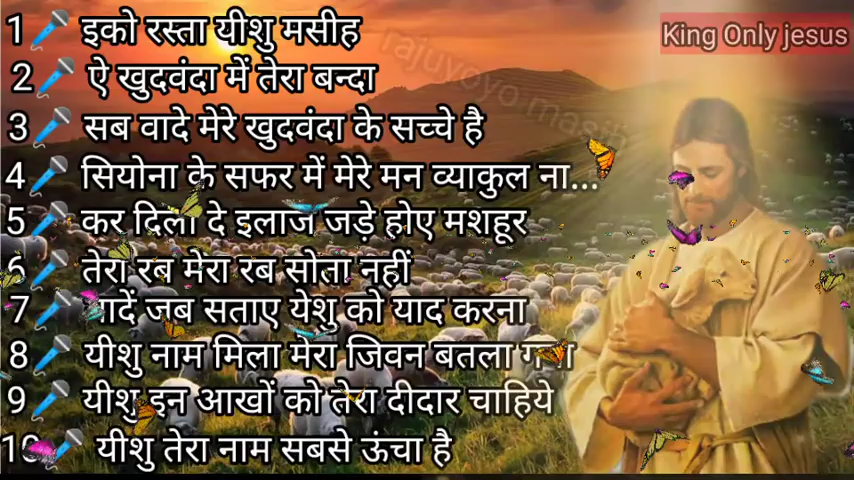 King Only jesus
1 इको रस्ता यीशु मसीह
2 ऐ खुदवंदा में तेरा बन्दा
3 सब वादे मेरे खुदवंदा के सच्चे है
4 सियोना के सफर में मेरे मन व्याकुल ना...
5 कर दिला दे इलाज जड़े होए मशहूर
6 तेरा रब मेरा रब सोता नहीं
7 जब सताए येशु को याद करना
8 यीशु नाम मिला मेरा जिवन बतला
9 यीशु इन आखों को तेरा दीदार चाहिये
10 यीशु तेरा नाम सबसे ऊंचा है
rajuyoyo